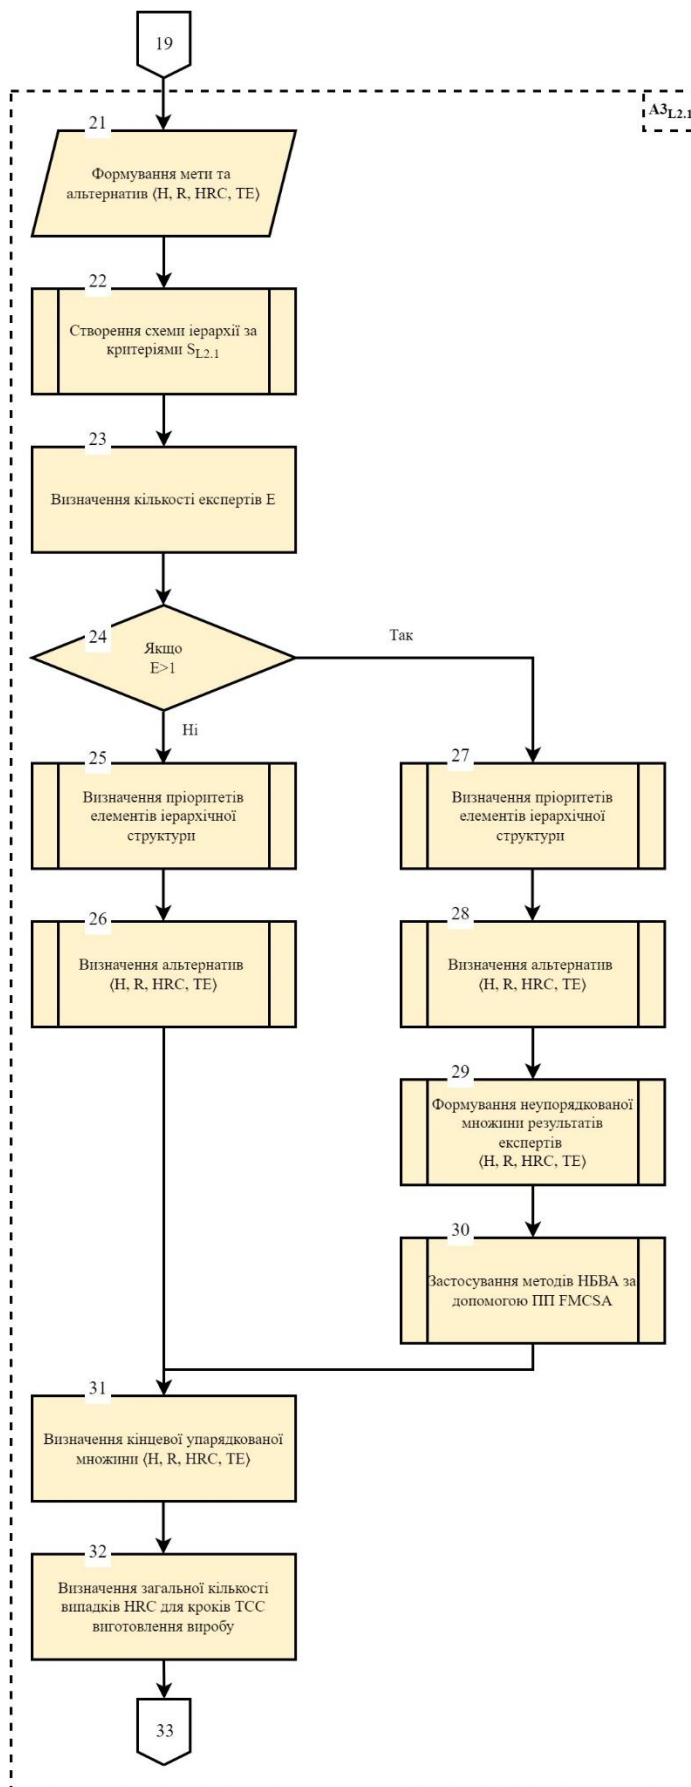 19
A3L2.1
21
Формування мети та
альтернатив ⟨H, R, HRC, TE⟩
22
Створення схеми ієрархії за
критеріями SL2.1
23
Визначення кількості експертів E
24
Якщо
E>1
Так
Ні
25
Визначення пріоритетів
елементів ієрархічної
структури
27
Визначення пріоритетів
елементів ієрархічної
структури
26
Визначення альтернатив
⟨H, R, HRC, TE⟩
28
Визначення альтернатив
⟨H, R, HRC, TE⟩
29
Формування неупорядкованої
множини результатів
експертів
⟨H, R, HRC, TE⟩
30
Застосування методів НБВА за
допомогою ПП FMCSA
31
Визначення кінцевої упарядкованої
множини ⟨H, R, HRC, TE⟩
32
Визначення загальної кількості
випадків HRC для кроків ТСС
виготовлення виробу
33